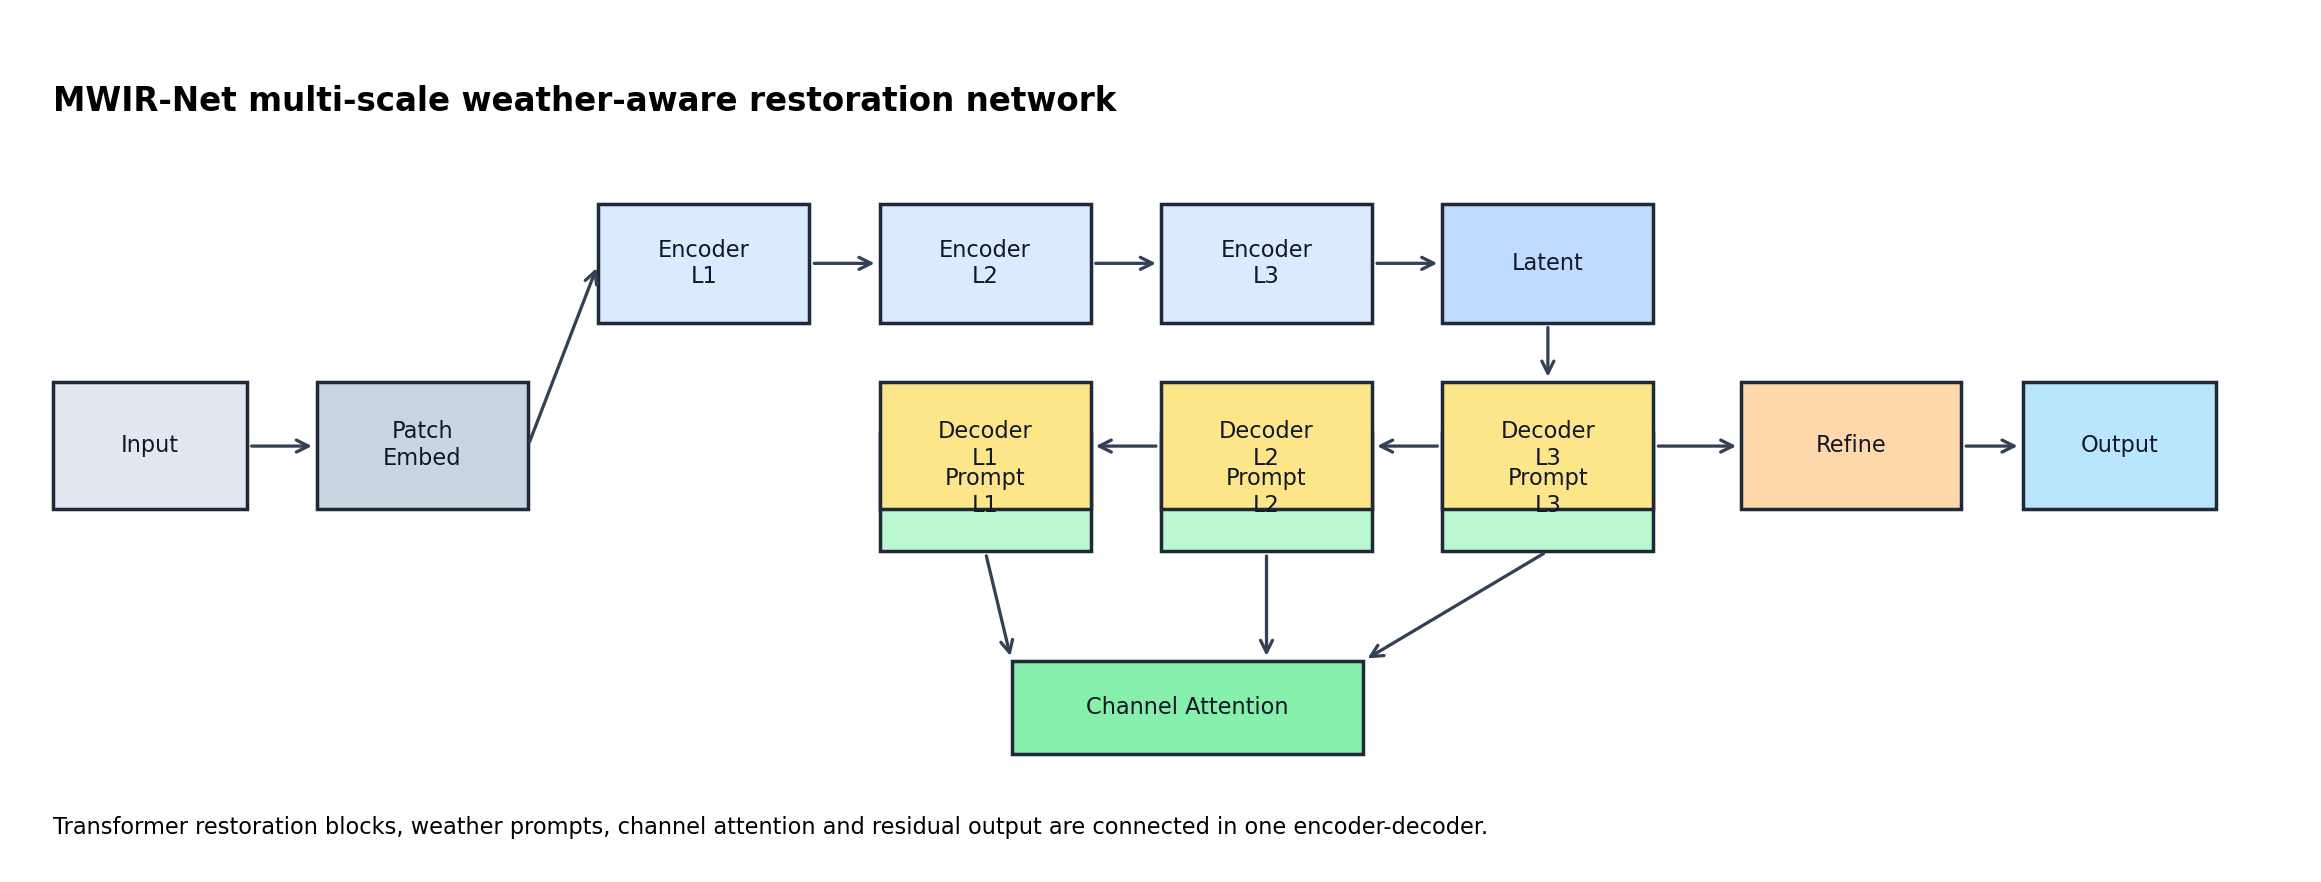 MWIR-Net multi-scale weather-aware restoration network
Encoder
L1
Encoder
L2
Encoder
L3
Latent
Input
Patch
Embed
Decoder
L1
Prompt
L1
Decoder
L2
Prompt
L2
Decoder
L3
Prompt
L3
Refine
Output
Channel Attention
Transformer restoration blocks, weather prompts, channel attention and residual output are connected in one encoder-decoder.